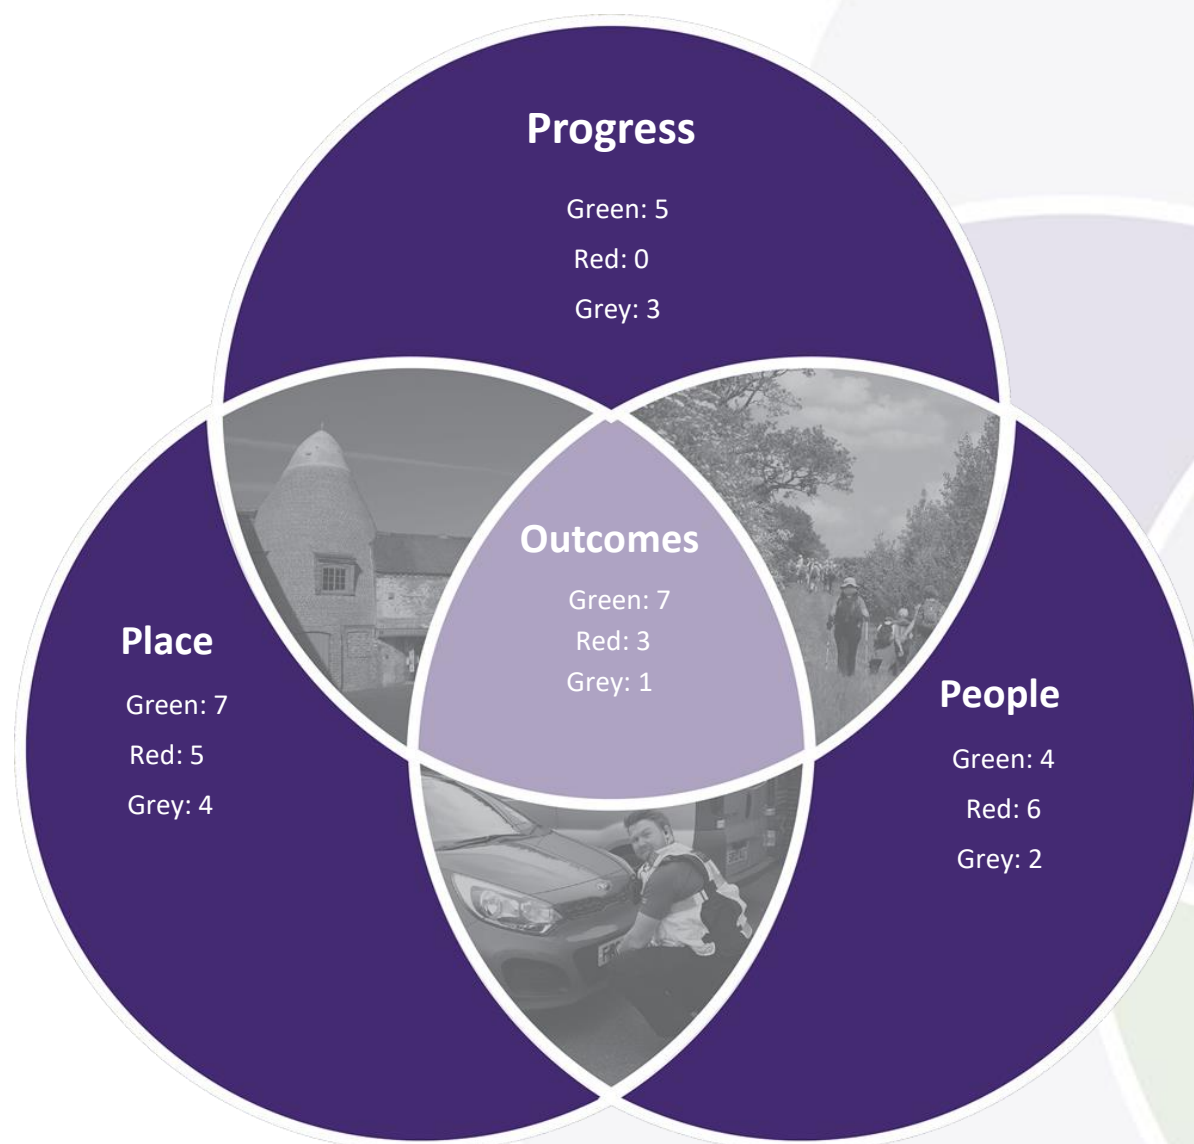 Progress
Green: 5
Red: 0
Grey: 3
Outcomes
Green: 7
Red: 3
Grey: 1
Place
Green: 7
Red: 5
Grey: 4
People
Green: 4
Red: 6
Grey: 2